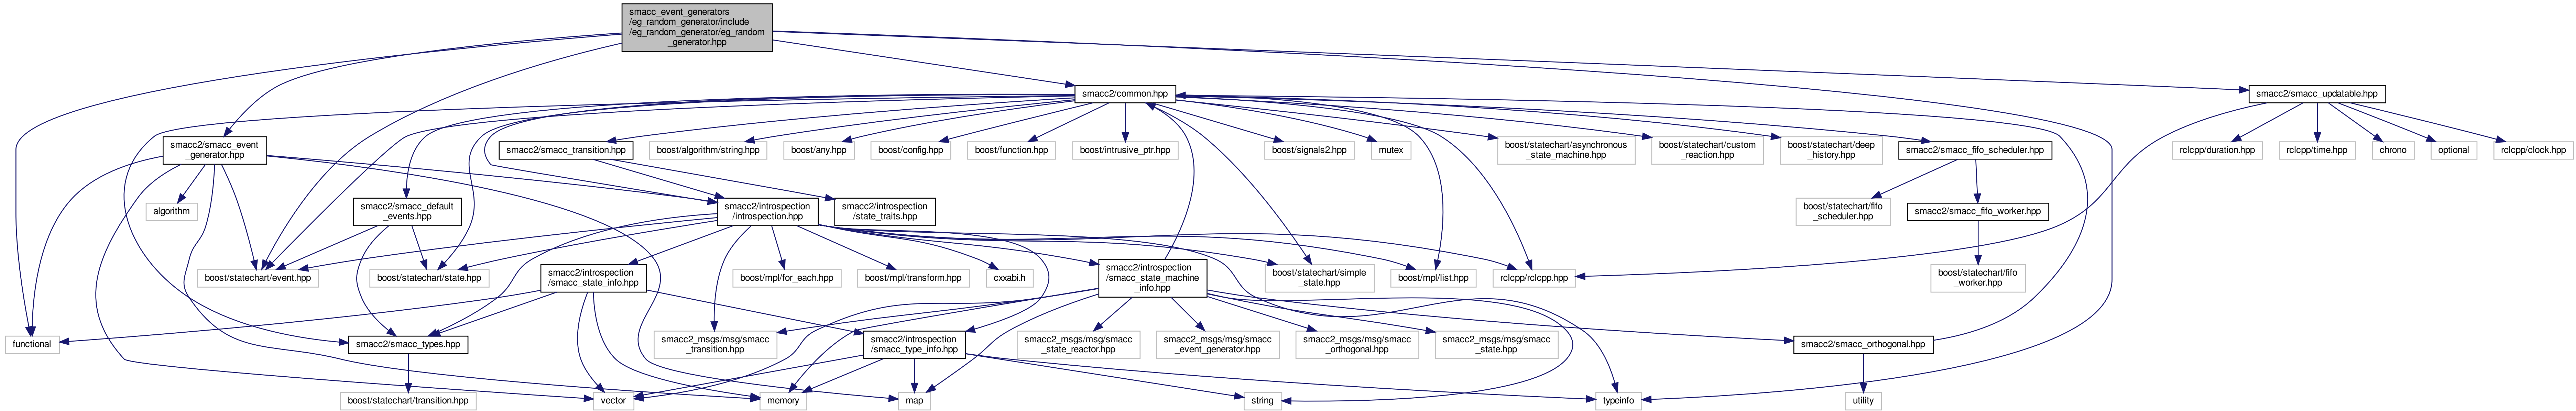 smacc_event_generators
/eg_random_generator/include
/eg_random_generator/eg_random
_generator.hpp
smacc2/common.hpp
smacc2/smacc_updatable.hpp
smacc2/smacc_event
_generator.hpp
smacc2/smacc_transition.hpp
boost/algorithm/string.hpp
boost/any.hpp
boost/config.hpp
boost/function.hpp
boost/intrusive_ptr.hpp
boost/signals2.hpp
mutex
boost/statechart/asynchronous
_state_machine.hpp
boost/statechart/custom
_reaction.hpp
boost/statechart/deep
_history.hpp
smacc2/smacc_fifo_scheduler.hpp
rclcpp/duration.hpp
rclcpp/time.hpp
chrono
optional
rclcpp/clock.hpp
algorithm
smacc2/smacc_default
_events.hpp
smacc2/introspection
/introspection.hpp
smacc2/introspection
/state_traits.hpp
boost/statechart/fifo
_scheduler.hpp
smacc2/smacc_fifo_worker.hpp
boost/statechart/event.hpp
boost/statechart/state.hpp
smacc2/introspection
/smacc_state_info.hpp
boost/mpl/for_each.hpp
boost/mpl/transform.hpp
cxxabi.h
smacc2/introspection
/smacc_state_machine
_info.hpp
boost/statechart/simple
_state.hpp
boost/mpl/list.hpp
rclcpp/rclcpp.hpp
boost/statechart/fifo
_worker.hpp
functional
smacc2/smacc_types.hpp
smacc2_msgs/msg/smacc
_transition.hpp
smacc2/introspection
/smacc_type_info.hpp
smacc2_msgs/msg/smacc
_state_reactor.hpp
smacc2_msgs/msg/smacc
_event_generator.hpp
smacc2_msgs/msg/smacc
_orthogonal.hpp
smacc2_msgs/msg/smacc
_state.hpp
smacc2/smacc_orthogonal.hpp
boost/statechart/transition.hpp
vector
memory
map
string
typeinfo
utility